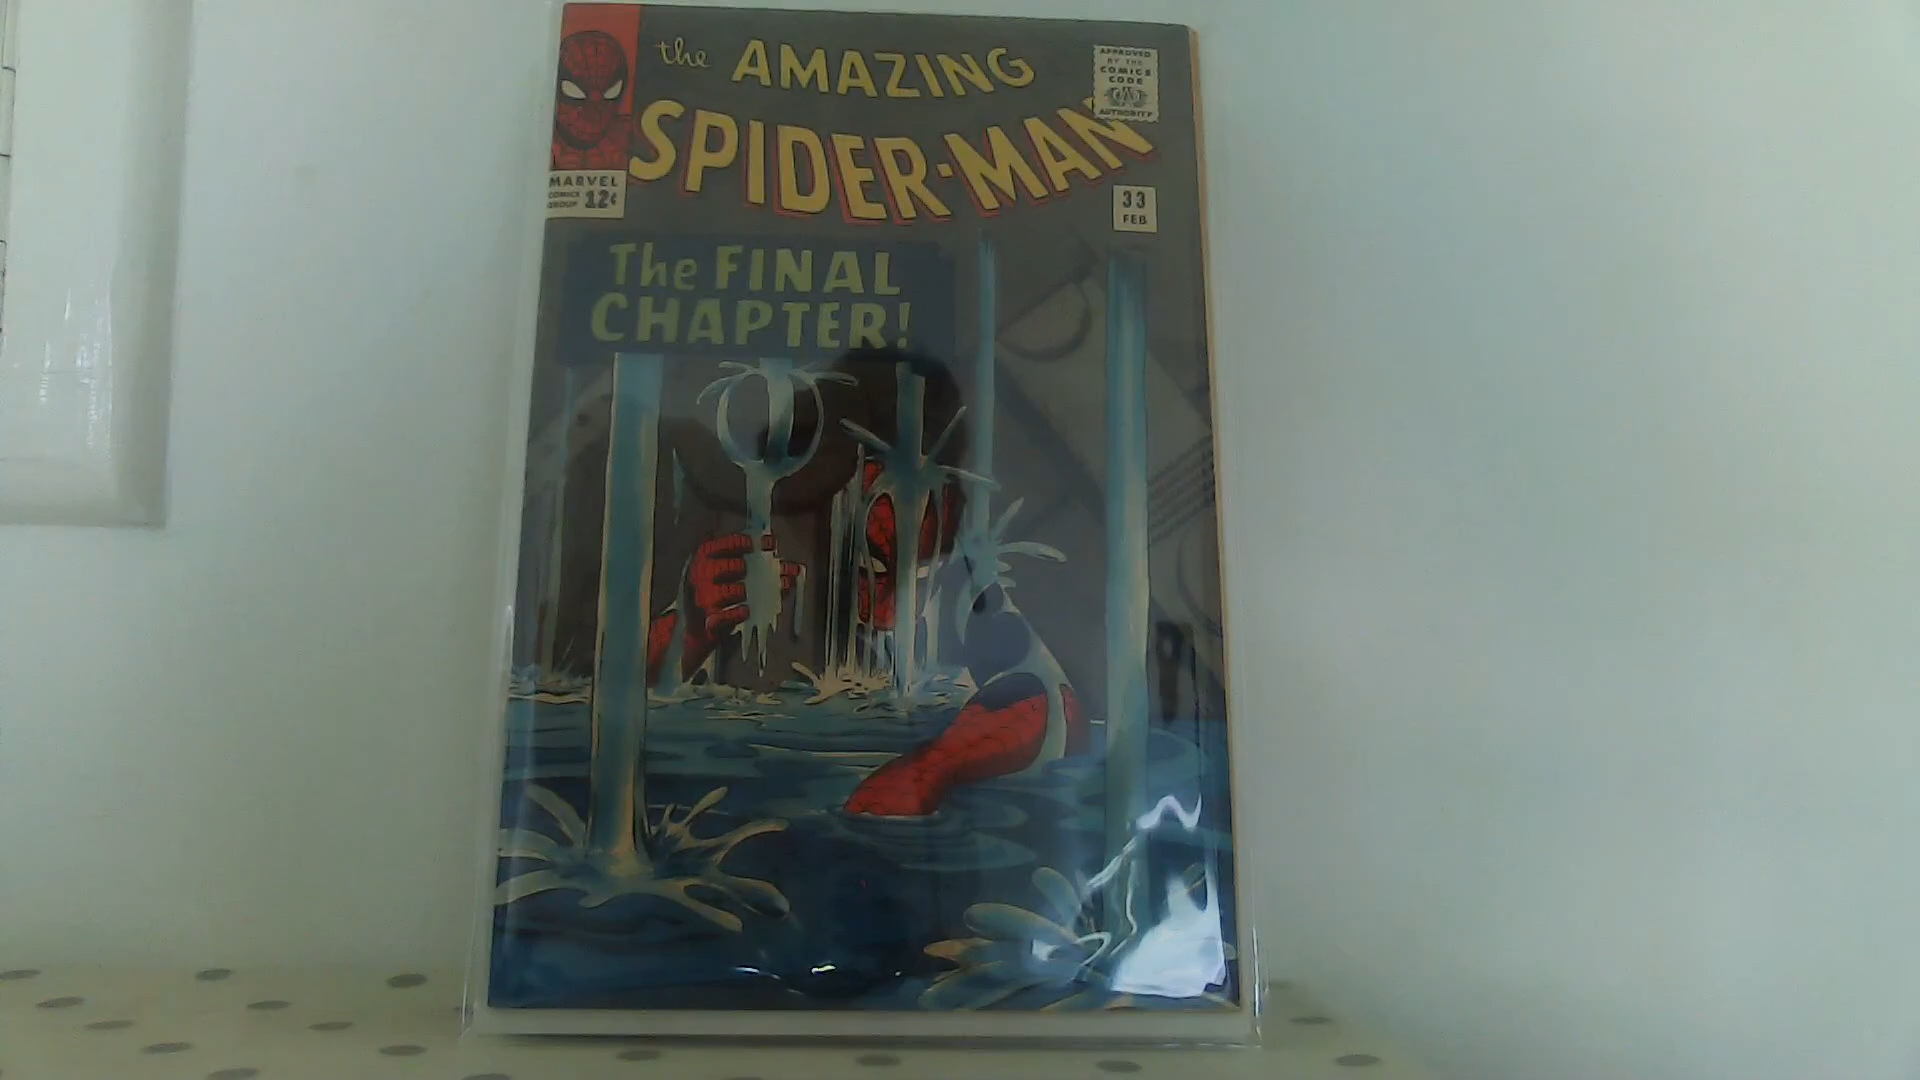 the AMAZING
SPIDER-MAN
APPROVED
BY THE
COMICS
CODE
CA
AUTHORITY
MARVEL
COMICS
GROUP
12¢
33
FEB
The FINAL
CHAPTER!